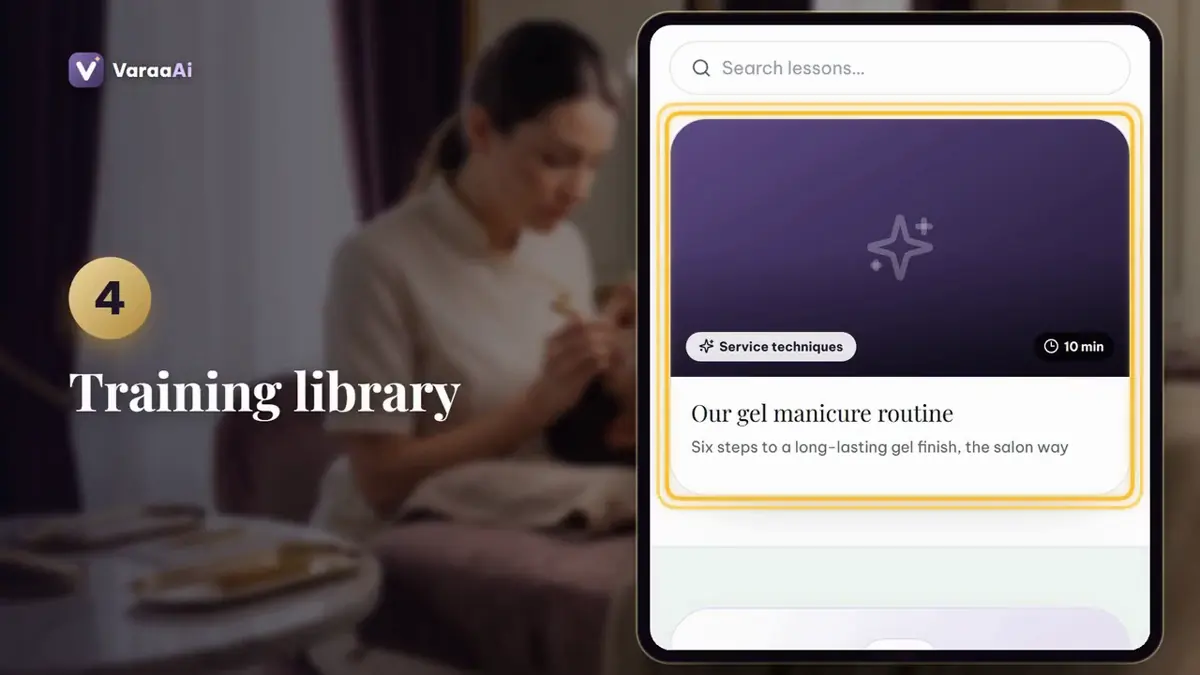 VaraaAi
4
Training library
Search lessons...
Service techniques
10 min
Our gel manicure routine
Six steps to a long-lasting gel finish, the salon way